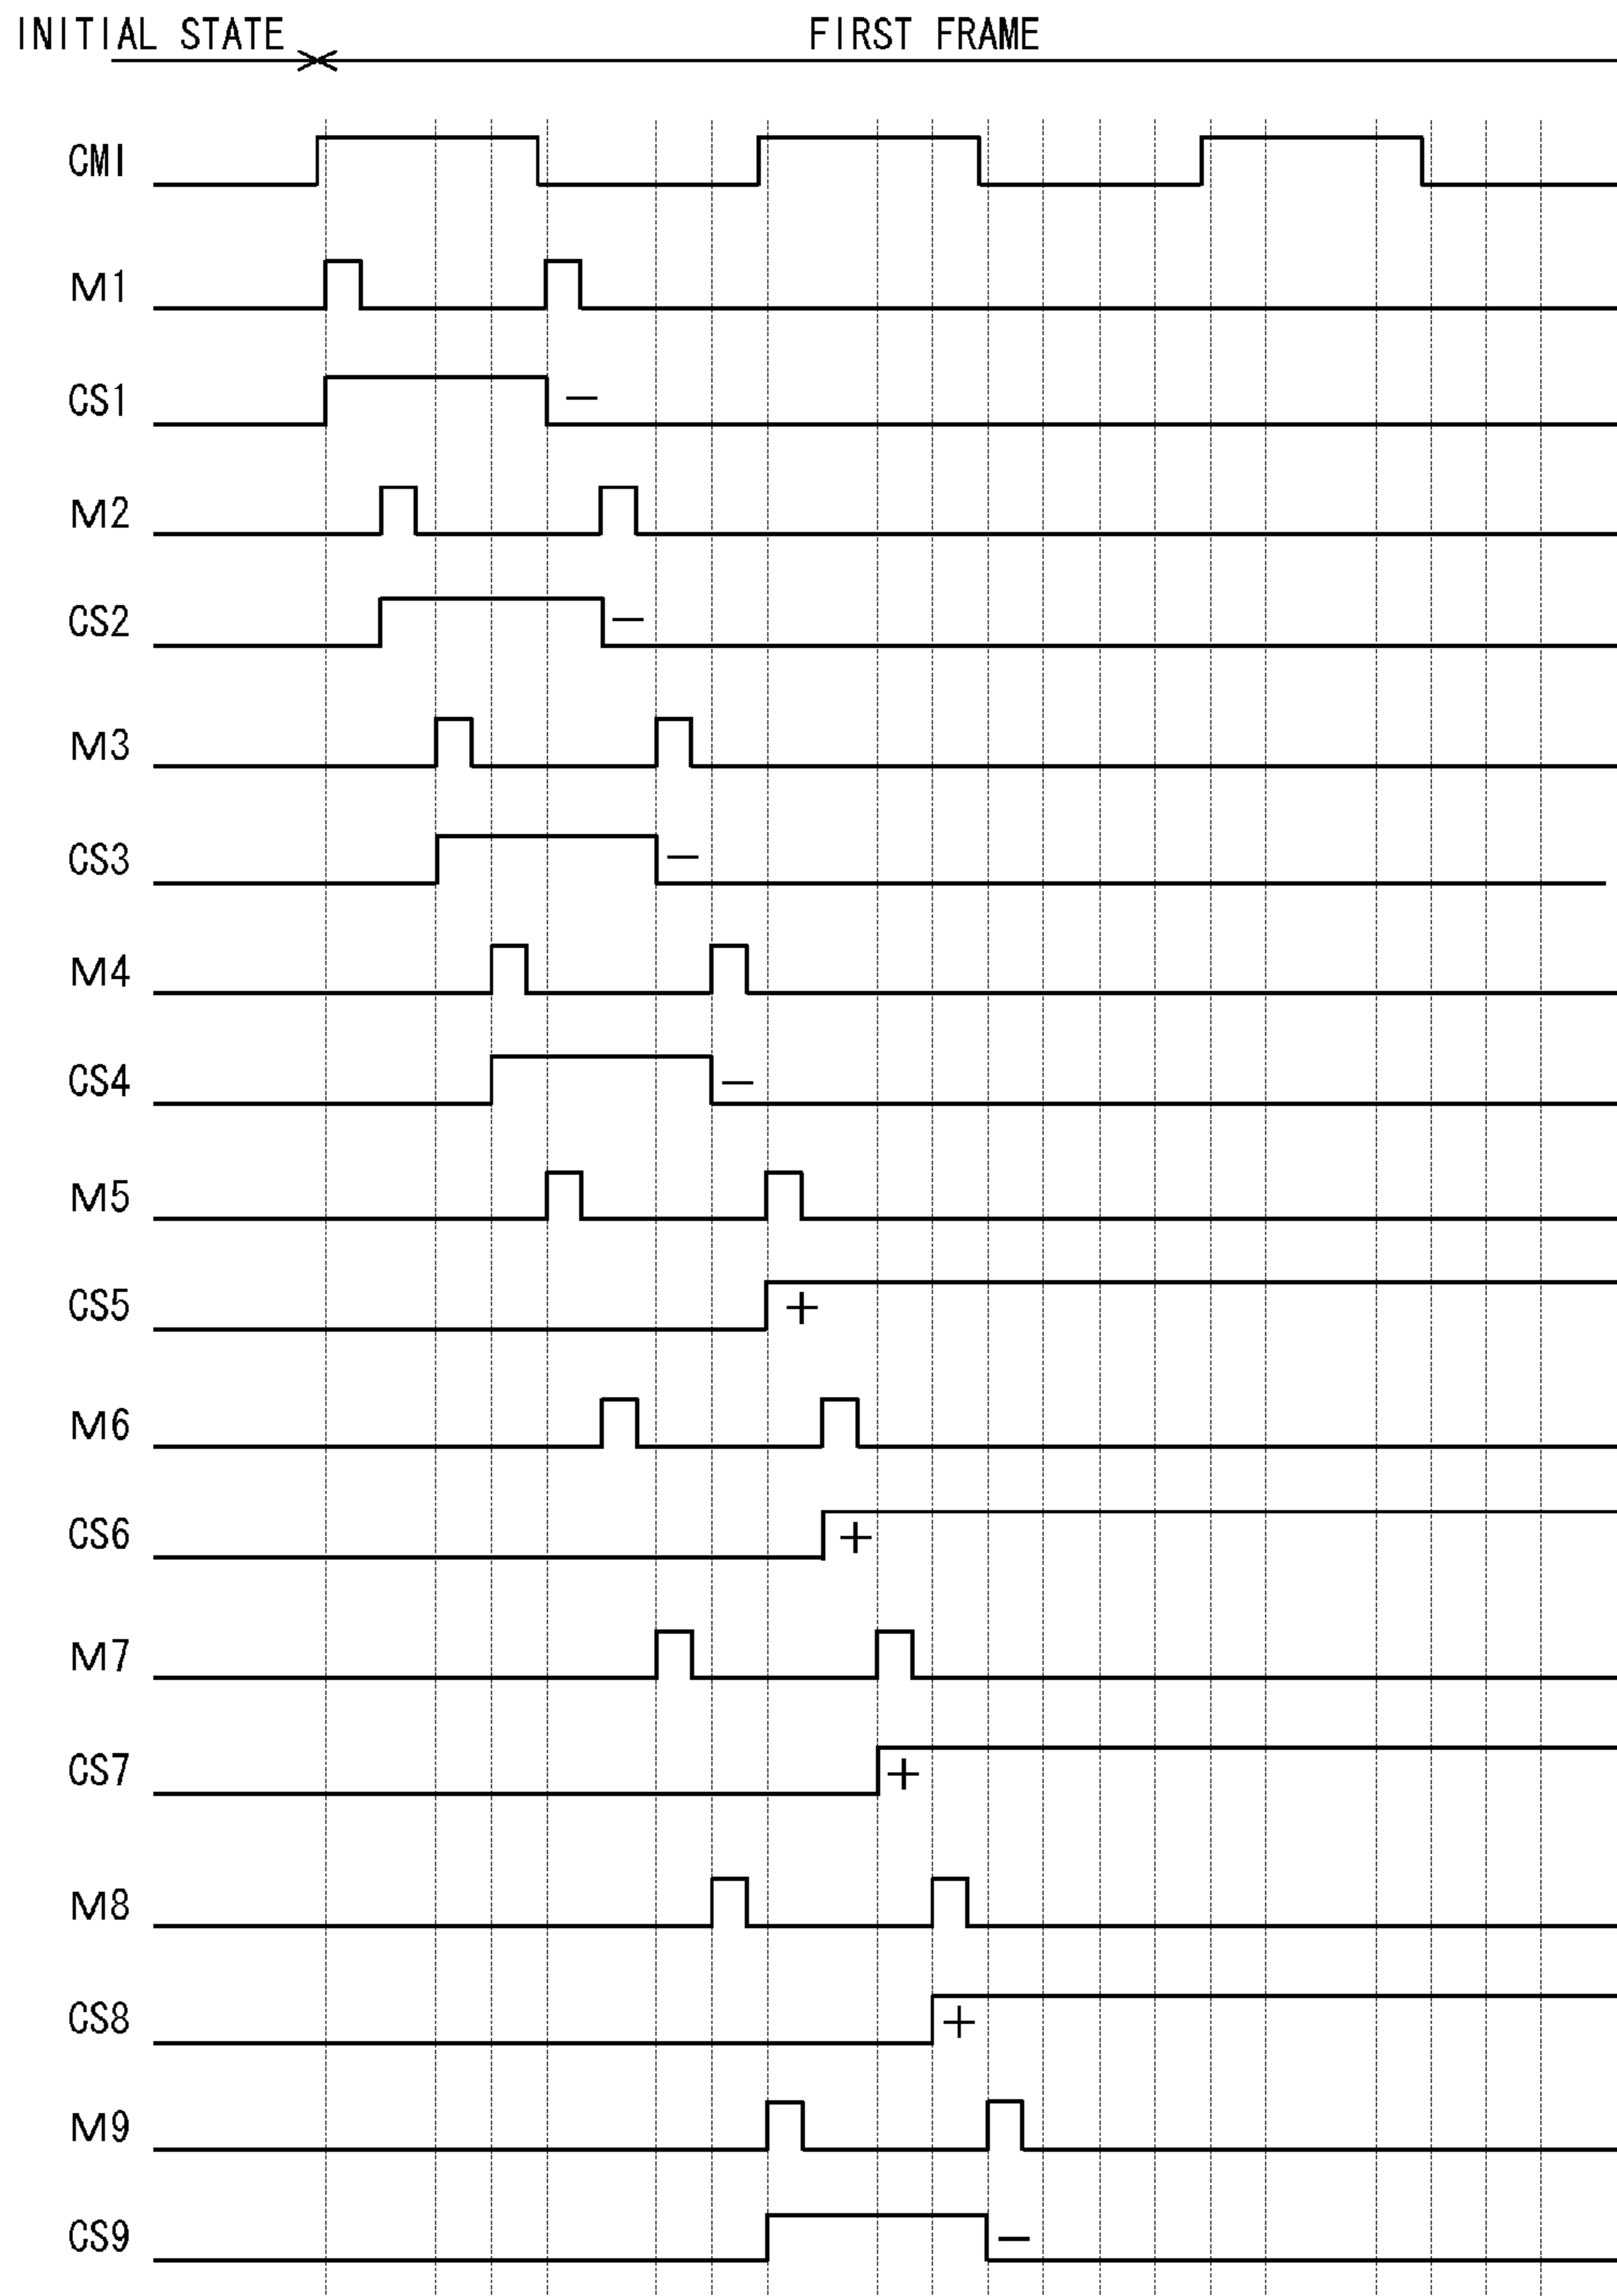 INITIAL STATE FIRST FRAME
CMI
M1
CS1 −
M2
CS2 −
M3
CS3 −
M4
CS4 −
M5
CS5 +
M6
CS6 +
M7
CS7 +
M8
CS8 +
M9
CS9 −